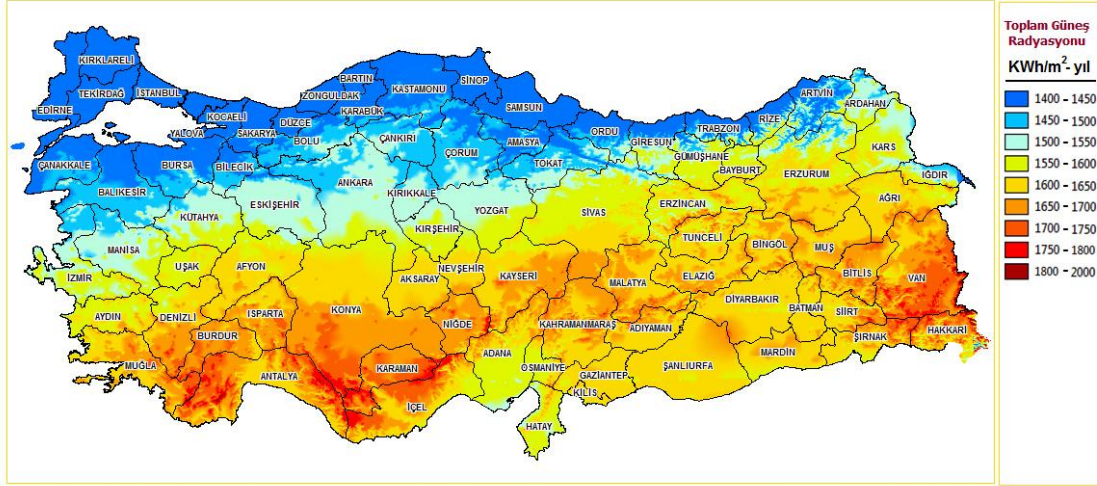 KIRKLARELİ
TEKİRDAĞ
İSTANBUL
EDİRNE
KOCAELİ
YALOVA
SAKARYA
DÜZCE
ZONGULDAK
BARTIN
KARABÜK
KASTAMONU
SİNOP
SAMSUN
BOLU
ÇANKIRI
ÇORUM
AMASYA
TOKAT
ORDU
GİRESUN
TRABZON
RİZE
ARTVİN
ARDAHAN
KARS
GÜMÜŞHANE
BAYBURT
ERZURUM
IĞDIR
AĞRI
ÇANAKKALE
BURSA
BİLECİK
BALIKESİR
KÜTAHYA
ESKİŞEHİR
ANKARA
KIRIKKALE
YOZGAT
KIRŞEHİR
SİVAS
ERZİNCAN
TUNCELİ
BİNGÖL
MUŞ
MANİSA
İZMİR
UŞAK
AFYON
AKSARAY
NEVŞEHİR
KAYSERİ
MALATYA
ELAZIĞ
DİYARBAKIR
BATMAN
BİTLİS
SİİRT
VAN
AYDIN
DENİZLİ
ISPARTA
BURDUR
KONYA
NİĞDE
KAHRAMANMARAŞ
ADIYAMAN
ŞANLIURFA
MARDİN
ŞIRNAK
HAKKARİ
MUĞLA
ANTALYA
KARAMAN
İÇEL
ADANA
OSMANİYE
GAZİANTEP
KİLİS
HATAY
Toplam Güneş
Radyasyonu
KWh/m²- yıl
1400 - 1450
1450 - 1500
1500 - 1550
1550 - 1600
1600 - 1650
1650 - 1700
1700 - 1750
1750 - 1800
1800 - 2000